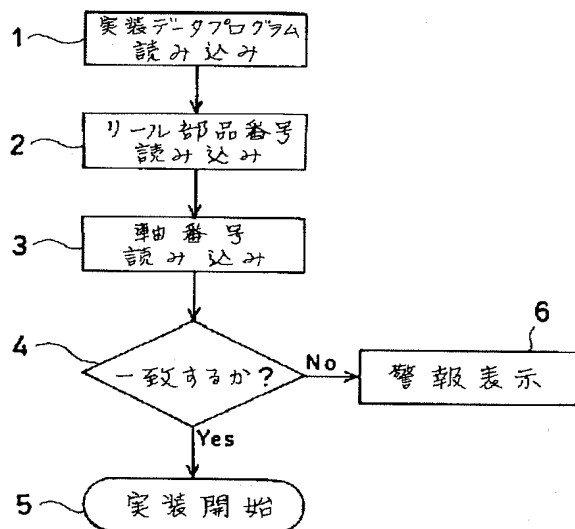 1
実装データプログラム
読み込み
2
リール部品番号
読み込み
3
軸番号
読み込み
4
一致するか?
No
6
警報表示
Yes
5
実装開始